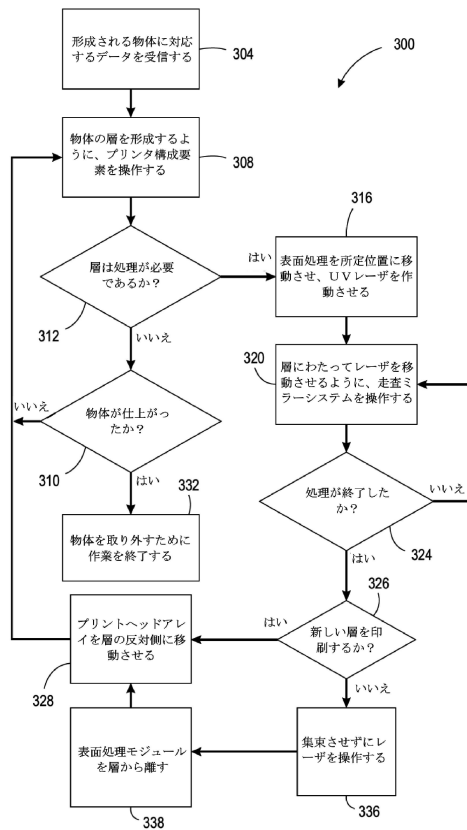 300
形成される物体に対応
するデータを受信する
304
物体の層を形成するよ
うに、プリンタ構成要
素を操作する
308
層は処理が必要
であるか？
312
はい
いいえ
316
表面処理を所定位置に移
動させ、ＵＶレーザを作
動させる
320
層にわたってレーザを移
動させるように、走査ミ
ラーシステムを操作する
物体が仕上がっ
たか？
310
いいえ
はい
332
物体を取り外すために
作業を終了する
処理が終了した
か？
324
いいえ
はい
326
新しい層を印
刷するか？
はい
いいえ
プリントヘッドアレ
イを層の反対側に移
動させる
328
集束させずにレ
ーザを操作する
336
表面処理モジュール
を層から離す
338